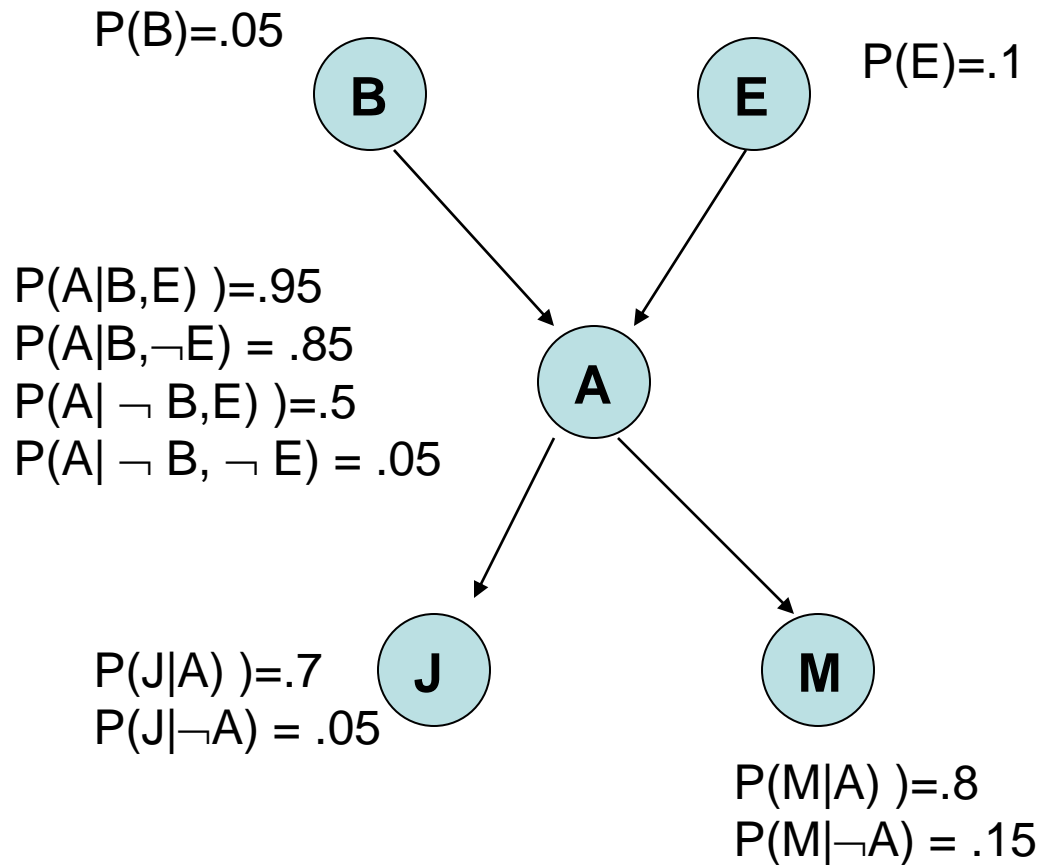 P(B)=.05
P(E)=.1
B
E
P(A|B,E) )=.95
P(A|B,¬E) = .85
P(A| ¬ B,E) )=.5
P(A| ¬ B, ¬ E) = .05
A
P(J|A) )=.7
P(J|¬A) = .05
J
M
P(M|A) )=.8
P(M|¬A) = .15